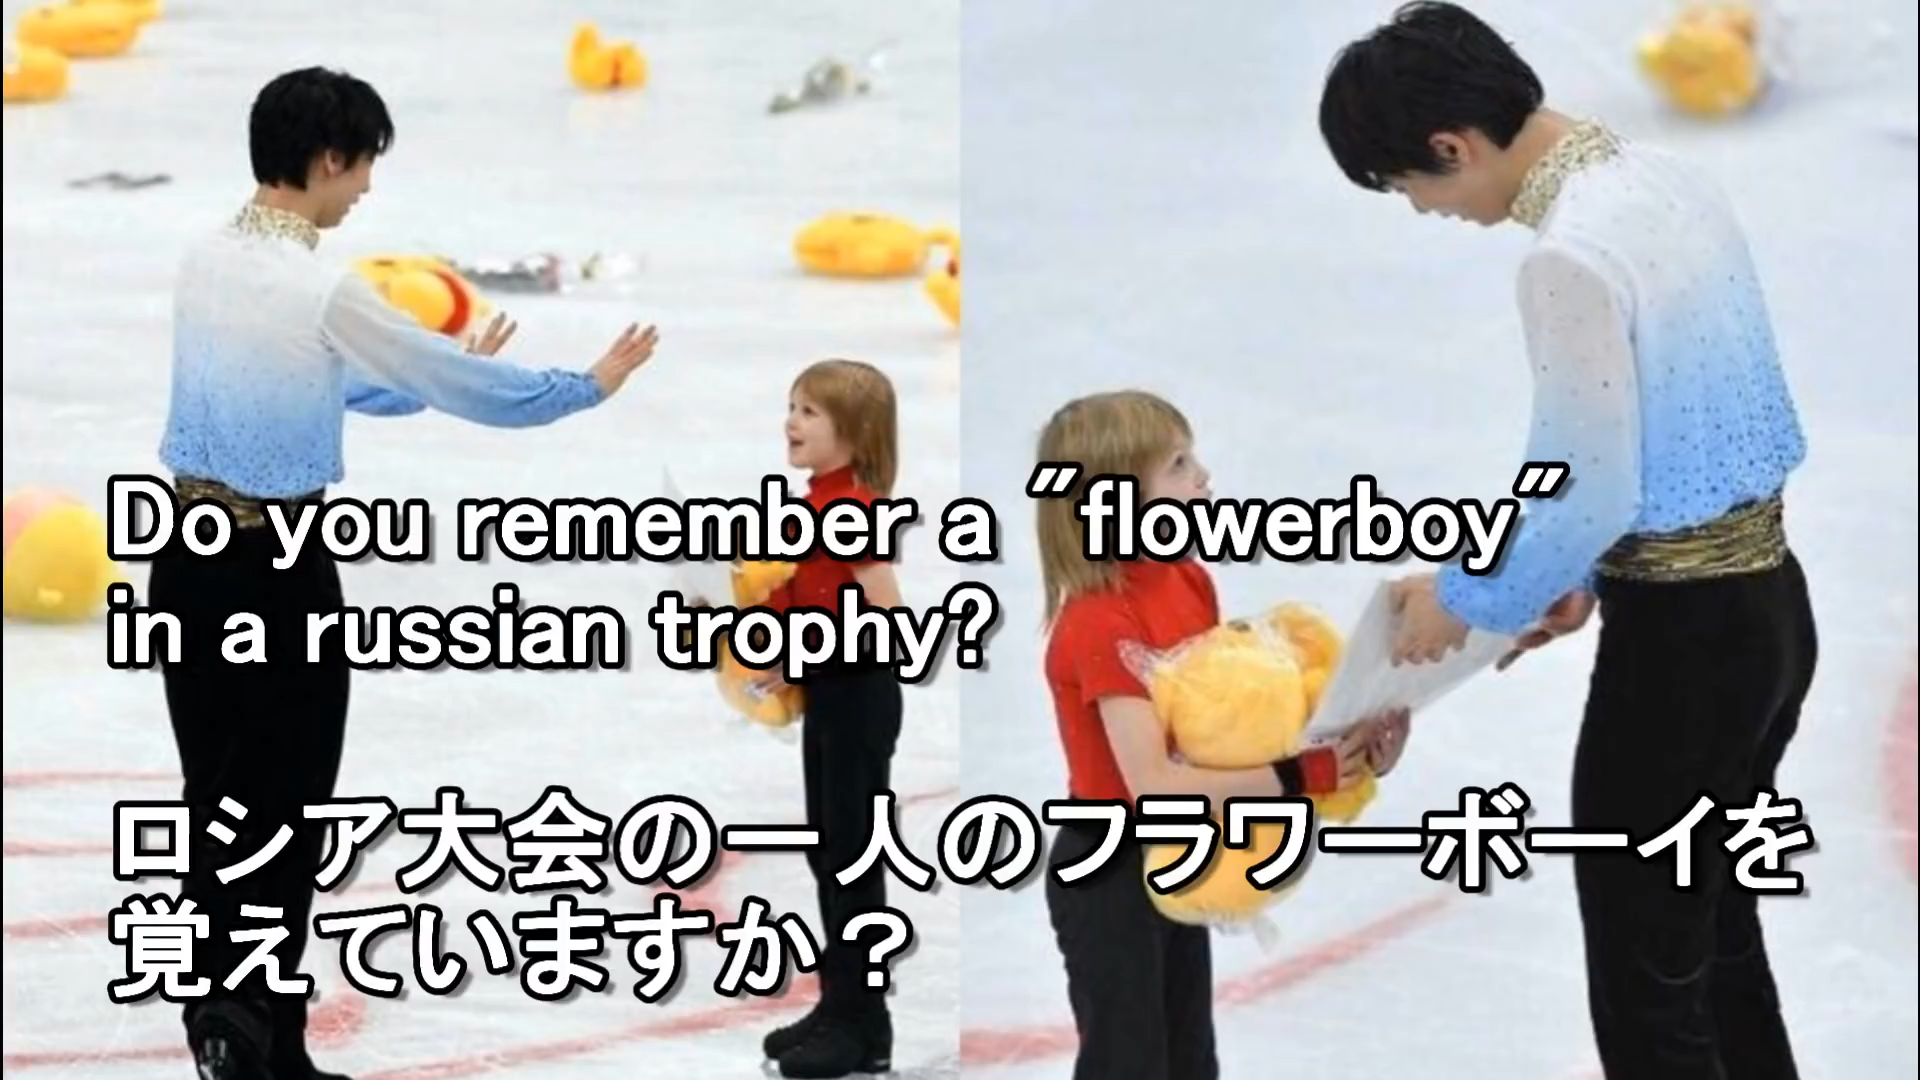 Do you remember a "flowerboy"
in a russian trophy?
ロシア大会の一人のフラワーボーイを
覚えていますか？